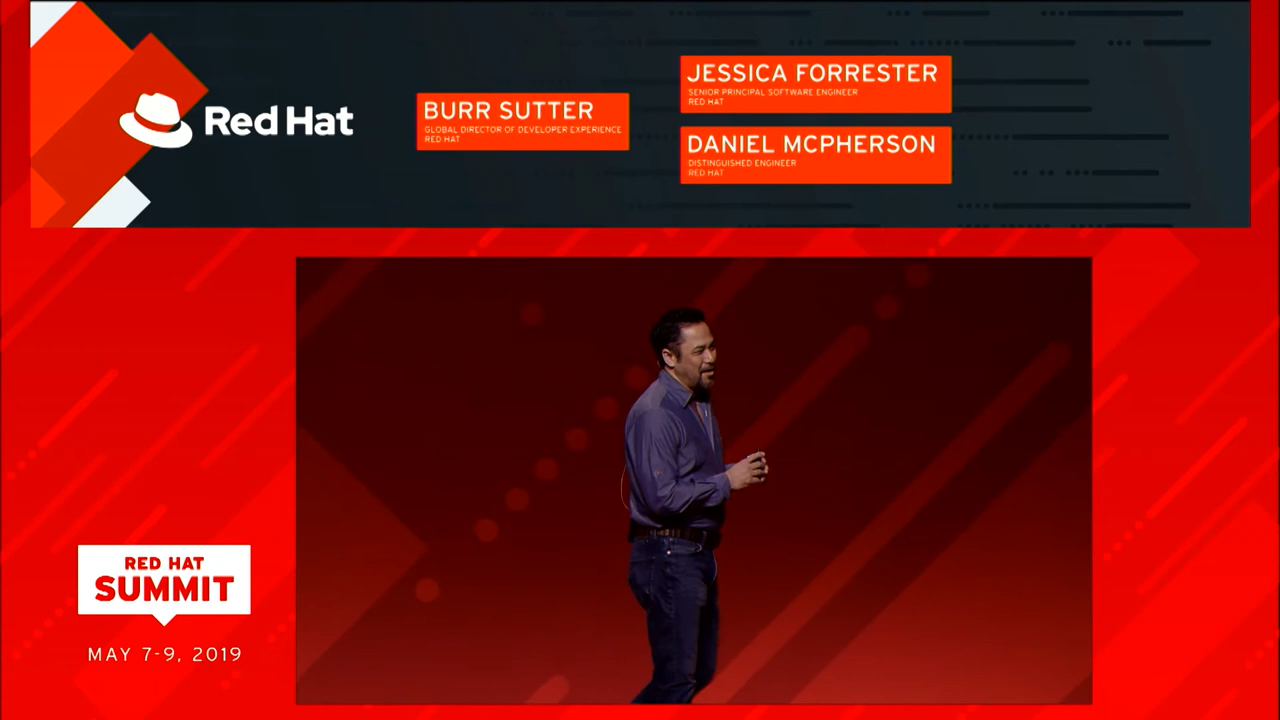 Red Hat
BURR SUTTER
GLOBAL DIRECTOR OF DEVELOPER EXPERIENCE
RED HAT
JESSICA FORRESTER
SENIOR PRINCIPAL SOFTWARE ENGINEER
RED HAT
DANIEL MCPHERSON
DISTINGUISHED ENGINEER
RED HAT
RED HAT
SUMMIT
MAY 7-9, 2019